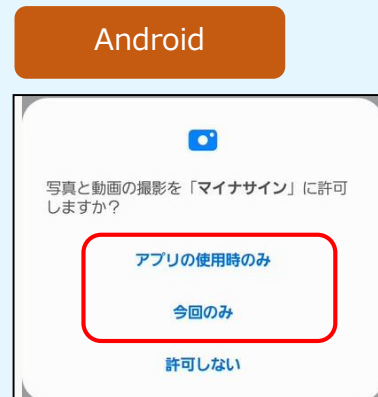 Android
写真と動画の撮影を「マイナサイン」に許可
しますか？
アプリの使用時のみ
今回のみ
許可しない